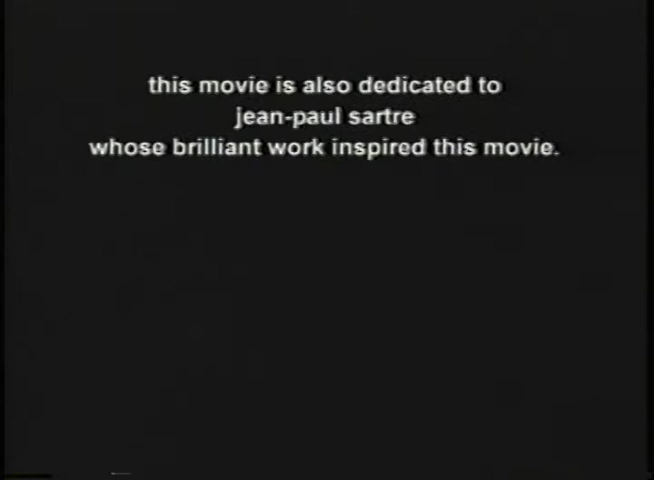 this movie is also dedicated to
jean-paul sartre
whose brilliant work inspired this movie.